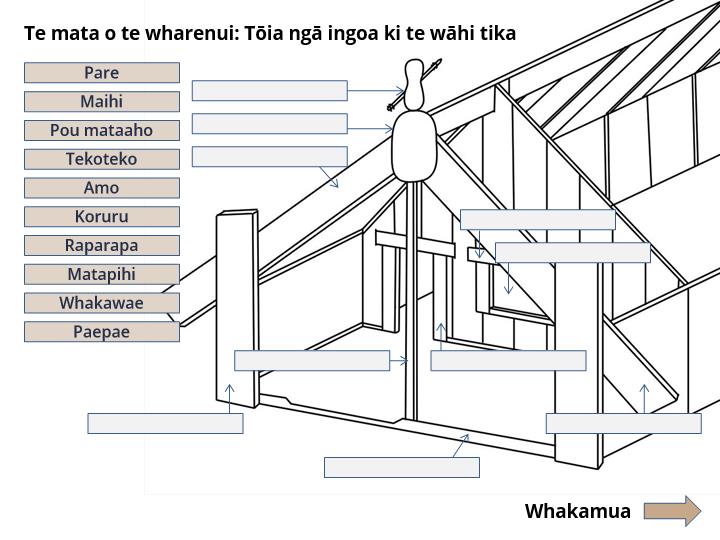 Te mata o te wharenui: Tōia ngā ingoa ki te wāhi tika
Pare
Maihi
Pou mataaho
Tekoteko
Amo
Koruru
Raparapa
Matapihi
Whakawae
Paepae
Whakamua